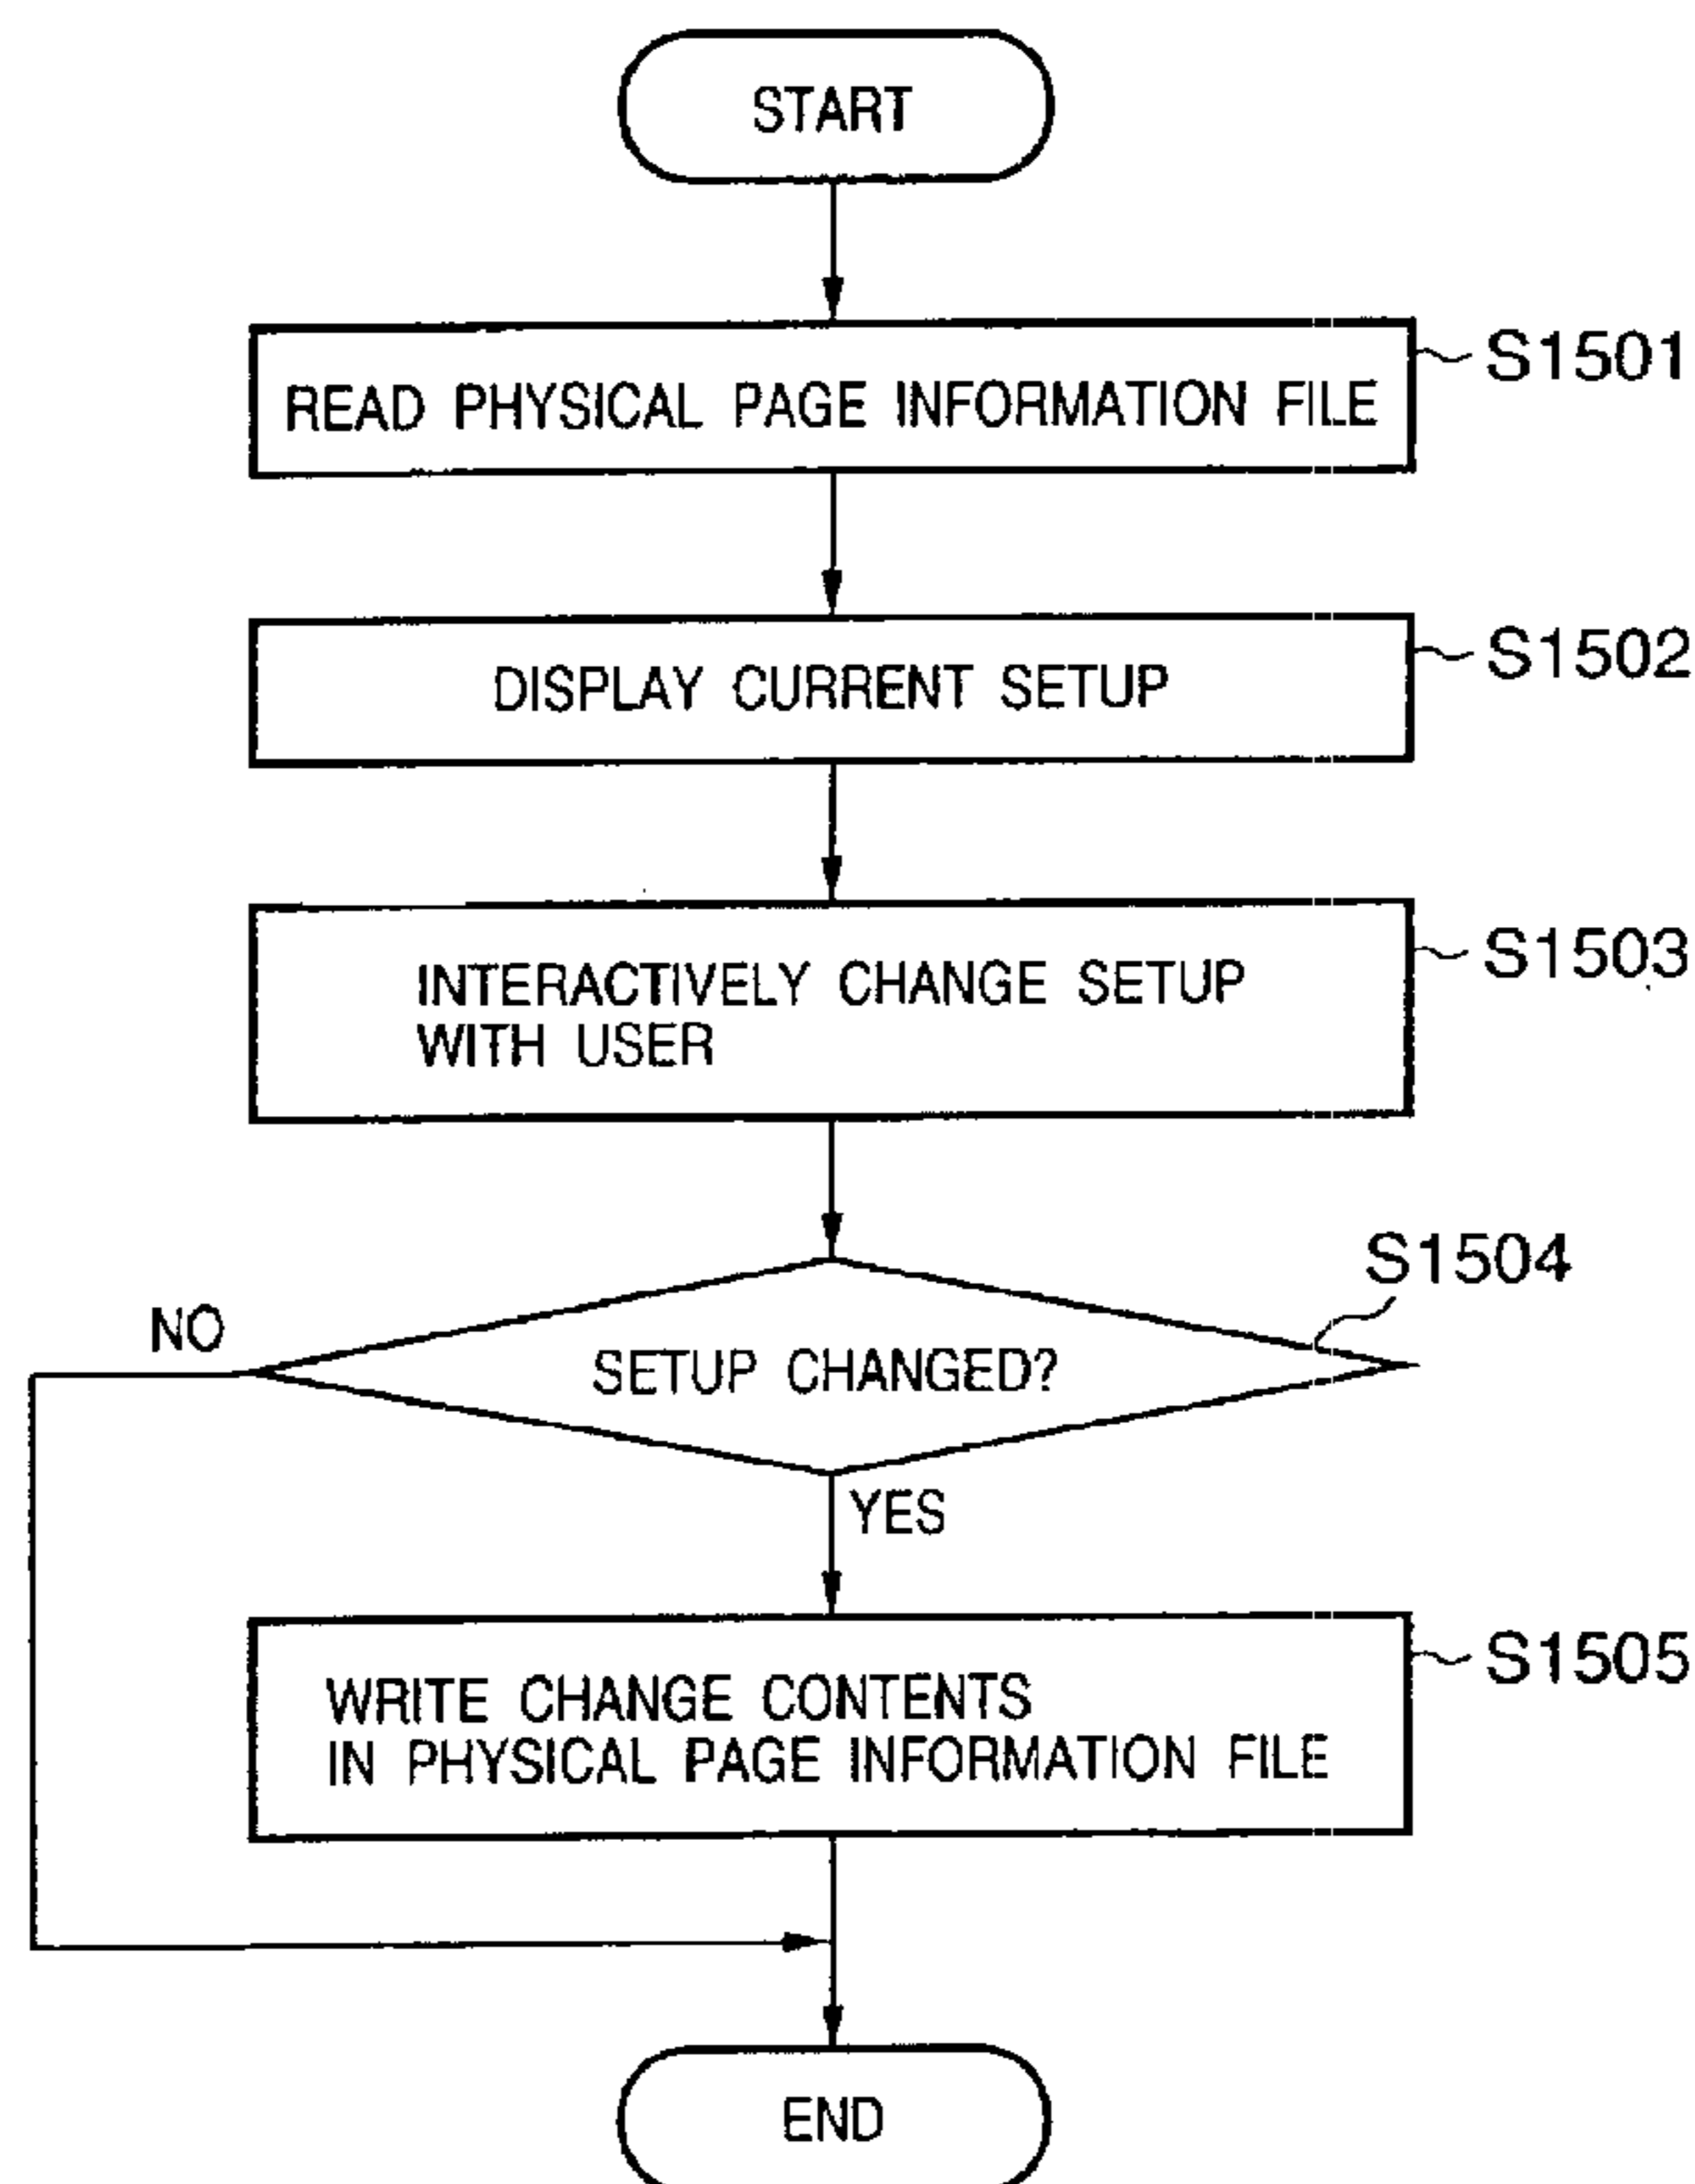 START
READ PHYSICAL PAGE INFORMATION FILE
S1501
DISPLAY CURRENT SETUP
S1502
INTERACTIVELY CHANGE SETUP
WITH USER
S1503
S1504
SETUP CHANGED?
NO
YES
WRITE CHANGE CONTENTS
IN PHYSICAL PAGE INFORMATION FILE
S1505
END